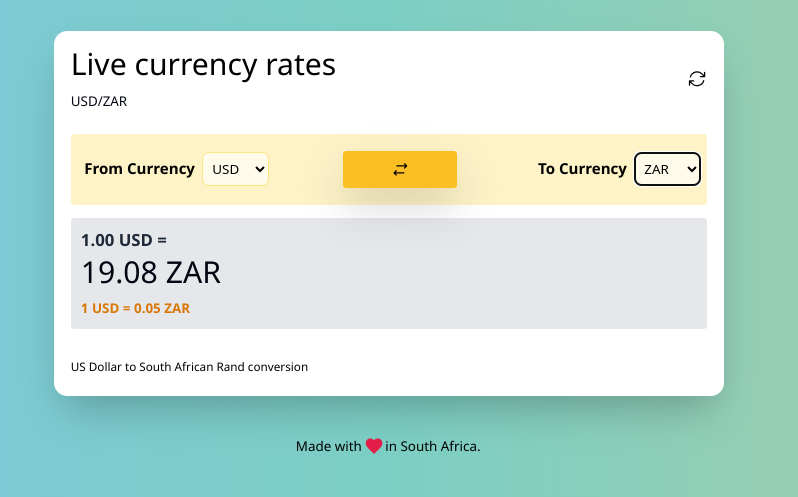 Live currency rates
USD/ZAR
From Currency USD To Currency ZAR
1.00 USD =
19.08 ZAR
1 USD = 0.05 ZAR
US Dollar to South African Rand conversion
Made with ❤ in South Africa.